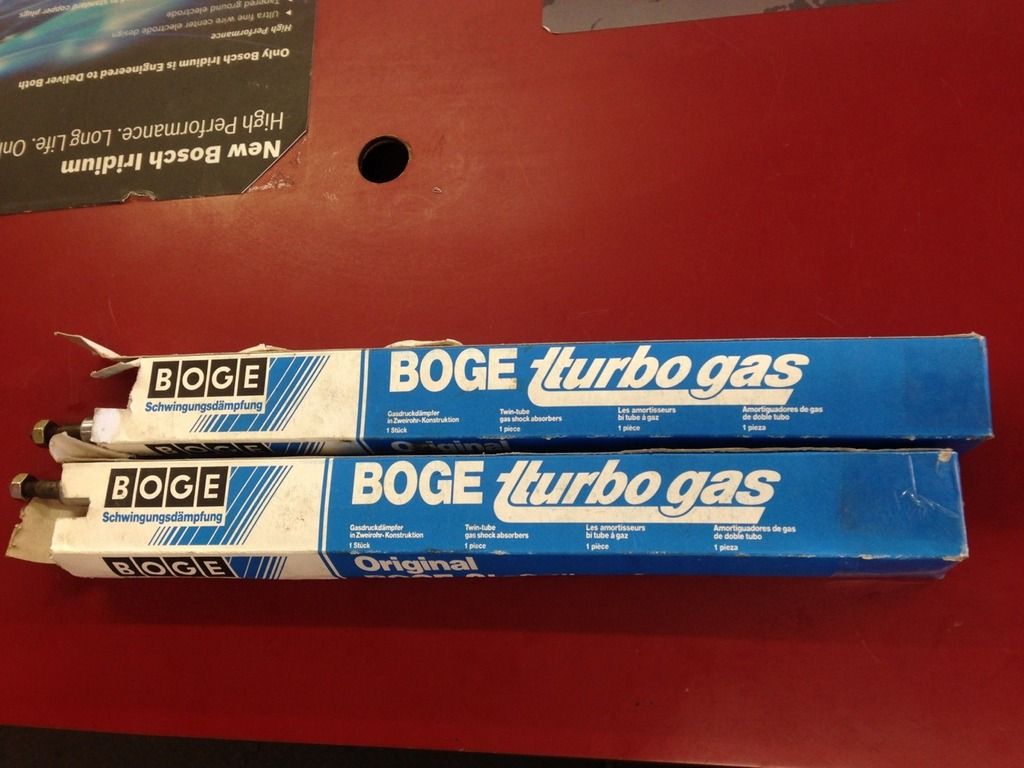 New Bosch Iridium
High Performance. Long Life.
Only Bosch Iridium is Engineered to Deliver Both
High Performance
Ultra fine wire center electrode design
Tapered ground electrode
to standard copper plugs
BOGE
Schwingungsdämpfung
BOGE turbo gas
Gasdruckdämpfer
in Zweirohr-Konstruktion
1 Stück
Twin-tube
gas shock absorbers
1 piece
Les amortisseurs
bi tube à gaz
1 pièce
Amortiguadores de gas
de doble tubo
1 pieza
BOGE
Original
BOGE
Schwingungsdämpfung
BOGE turbo gas
Gasdruckdämpfer
in Zweirohr-Konstruktion
1 Stück
Twin-tube
gas shock absorbers
1 piece
Les amortisseurs
bi tube à gaz
1 pièce
Amortiguadores de gas
de doble tubo
1 pieza
BOGE
Original
BOGE